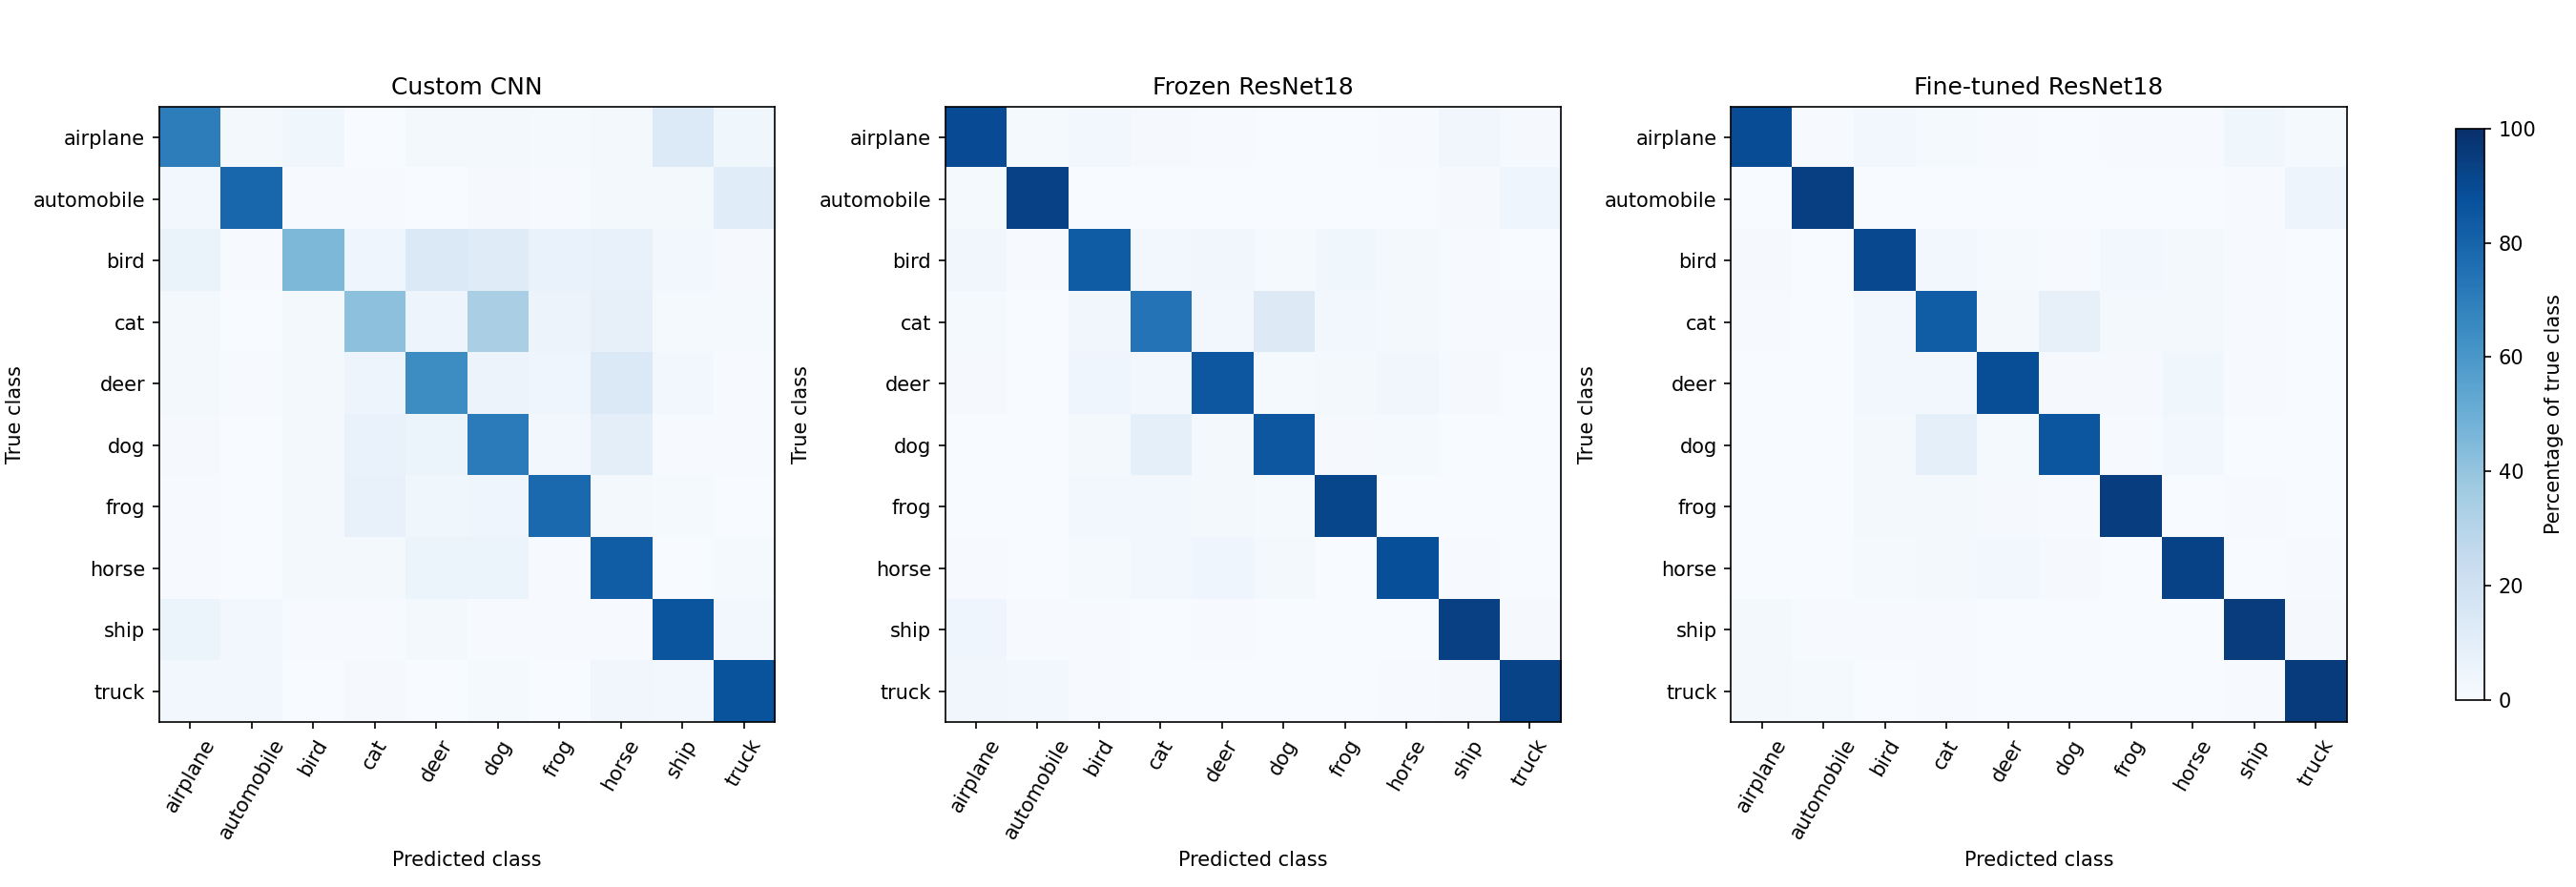 Custom CNN
airplane
automobile
bird
cat
deer
dog
frog
horse
ship
truck
True class
airplane
automobile
bird
cat
deer
dog
frog
horse
ship
truck
Predicted class
Frozen ResNet18
airplane
automobile
bird
cat
deer
dog
frog
horse
ship
truck
True class
airplane
automobile
bird
cat
deer
dog
frog
horse
ship
truck
Predicted class
Fine-tuned ResNet18
airplane
automobile
bird
cat
deer
dog
frog
horse
ship
truck
True class
airplane
automobile
bird
cat
deer
dog
frog
horse
ship
truck
Predicted class
100
80
60
40
20
0
Percentage of true class